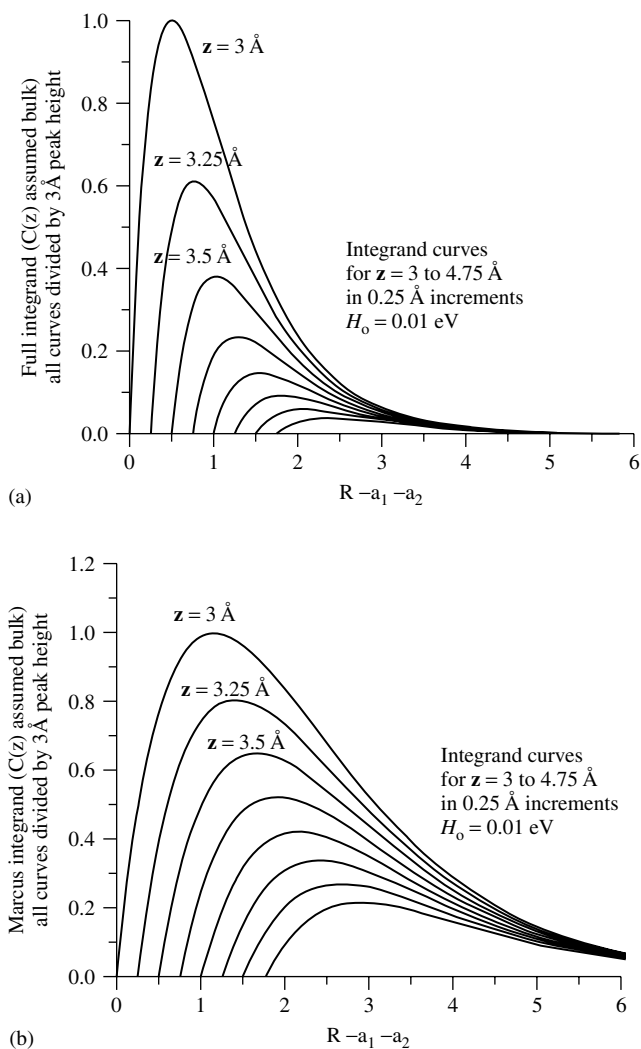 Full integrand (C(z) assumed bulk)
all curves divided by 3Å peak height
1.0
0.8
0.6
0.4
0.2
0.0
z = 3 Å
z = 3.25 Å
z = 3.5 Å
Integrand curves
for z = 3 to 4.75 Å
in 0.25 Å increments
Ho = 0.01 eV
0 1 2 3 4 5 6
R –a1 –a2
(a)
Marcus integrand (C(z) assumed bulk)
all curves divided by 3Å peak height
1.2
1.0
0.8
0.6
0.4
0.2
0.0
z = 3 Å
z = 3.25 Å
z = 3.5 Å
Integrand curves
for z = 3 to 4.75 Å
in 0.25 Å increments
Ho = 0.01 eV
0 1 2 3 4 5 6
R –a1 –a2
(b)